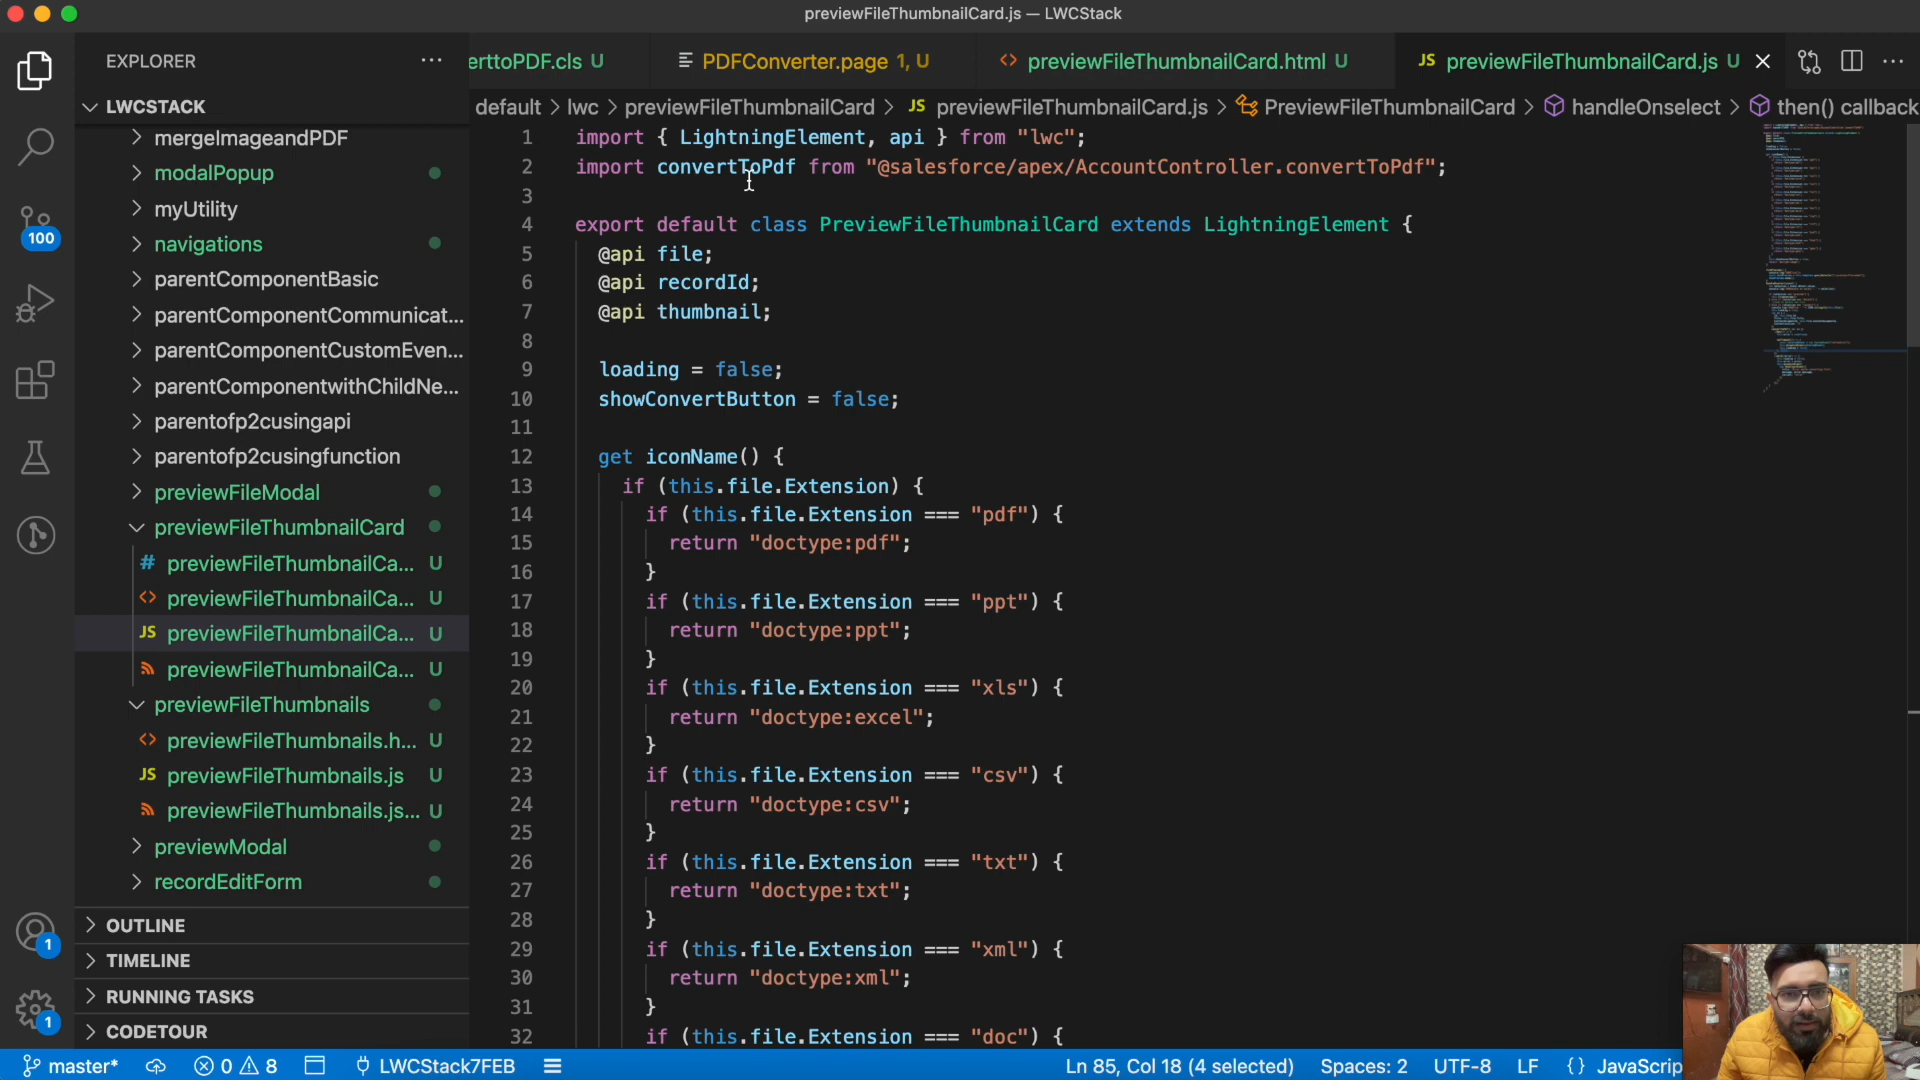 previewFileThumbnailCard.js — LWCStack
EXPLORER
erttoPDF.cls U
PDFConverter.page 1, U
previewFileThumbnailCard.html U
JS previewFileThumbnailCard.js U
LWCSTACK
default > lwc > previewFileThumbnailCard > JS previewFileThumbnailCard.js > PreviewFileThumbnailCard > handleOnselect > then() callback
mergeImageandPDF
modalPopup
myUtility
navigations
parentComponentBasic
parentComponentCommunicat...
parentComponentCustomEven...
parentComponentwithChildNe...
parentofp2cusingapi
parentofp2cusingfunction
previewFileModal
previewFileThumbnailCard
# previewFileThumbnailCa... U
<> previewFileThumbnailCa... U
JS previewFileThumbnailCa... U
previewFileThumbnailCa... U
previewFileThumbnails
<> previewFileThumbnails.h... U
JS previewFileThumbnails.js U
previewFileThumbnails.js... U
previewModal
recordEditForm
OUTLINE
TIMELINE
RUNNING TASKS
CODETOUR
100
1
1
1 import { LightningElement, api } from "lwc";
2 import convertToPdf from "@salesforce/apex/AccountController.convertToPdf";
3
4 export default class PreviewFileThumbnailCard extends LightningElement {
5 @api file;
6 @api recordId;
7 @api thumbnail;
8
9 loading = false;
10 showConvertButton = false;
11
12 get iconName() {
13 if (this.file.Extension) {
14 if (this.file.Extension === "pdf") {
15 return "doctype:pdf";
16 }
17 if (this.file.Extension === "ppt") {
18 return "doctype:ppt";
19 }
20 if (this.file.Extension === "xls") {
21 return "doctype:excel";
22 }
23 if (this.file.Extension === "csv") {
24 return "doctype:csv";
25 }
26 if (this.file.Extension === "txt") {
27 return "doctype:txt";
28 }
29 if (this.file.Extension === "xml") {
30 return "doctype:xml";
31 }
32 if (this.file.Extension === "doc") {
master* 0 8 LWCStack7FEB Ln 85, Col 18 (4 selected) Spaces: 2 UTF-8 LF {} JavaScrip